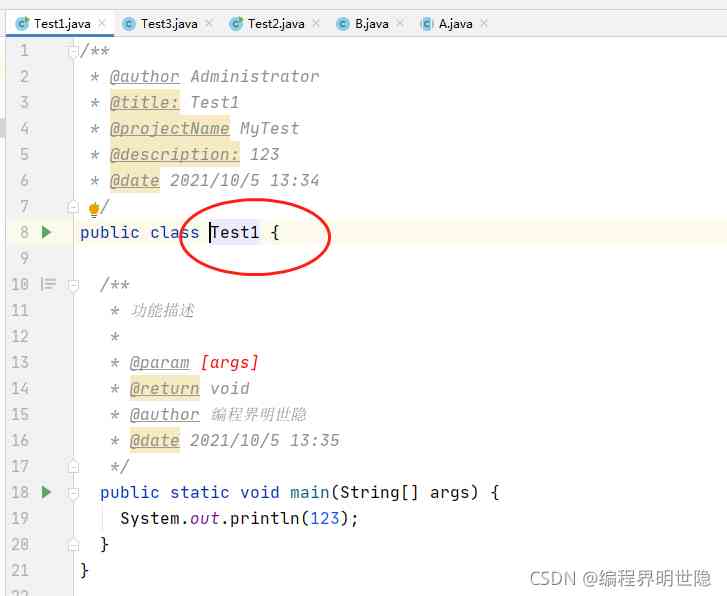 Test1.java Test3.java Test2.java B.java A.java
1 /**
2 * @author Administrator
3 * @title: Test1
4 * @projectName MyTest
5 * @description: 123
6 * @date 2021/10/5 13:34
7 */
8 public class Test1 {
9
10 /**
11 * 功能描述
12 *
13 * @param [args]
14 * @return void
15 * @author 编程界明世隐
16 * @date 2021/10/5 13:35
17 */
18 public static void main(String[] args) {
19 System.out.println(123);
20 }
21 }
22
CSDN @编程界明世隐